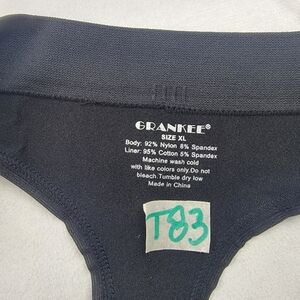 GRANKEE®
SIZE XL
Body: 92% Nylon 8% Spandex
Liner: 95% Cotton 5% Spandex
Machine wash cold
with like colors only.Do not
bleach.Tumble dry low
Made in China
T83